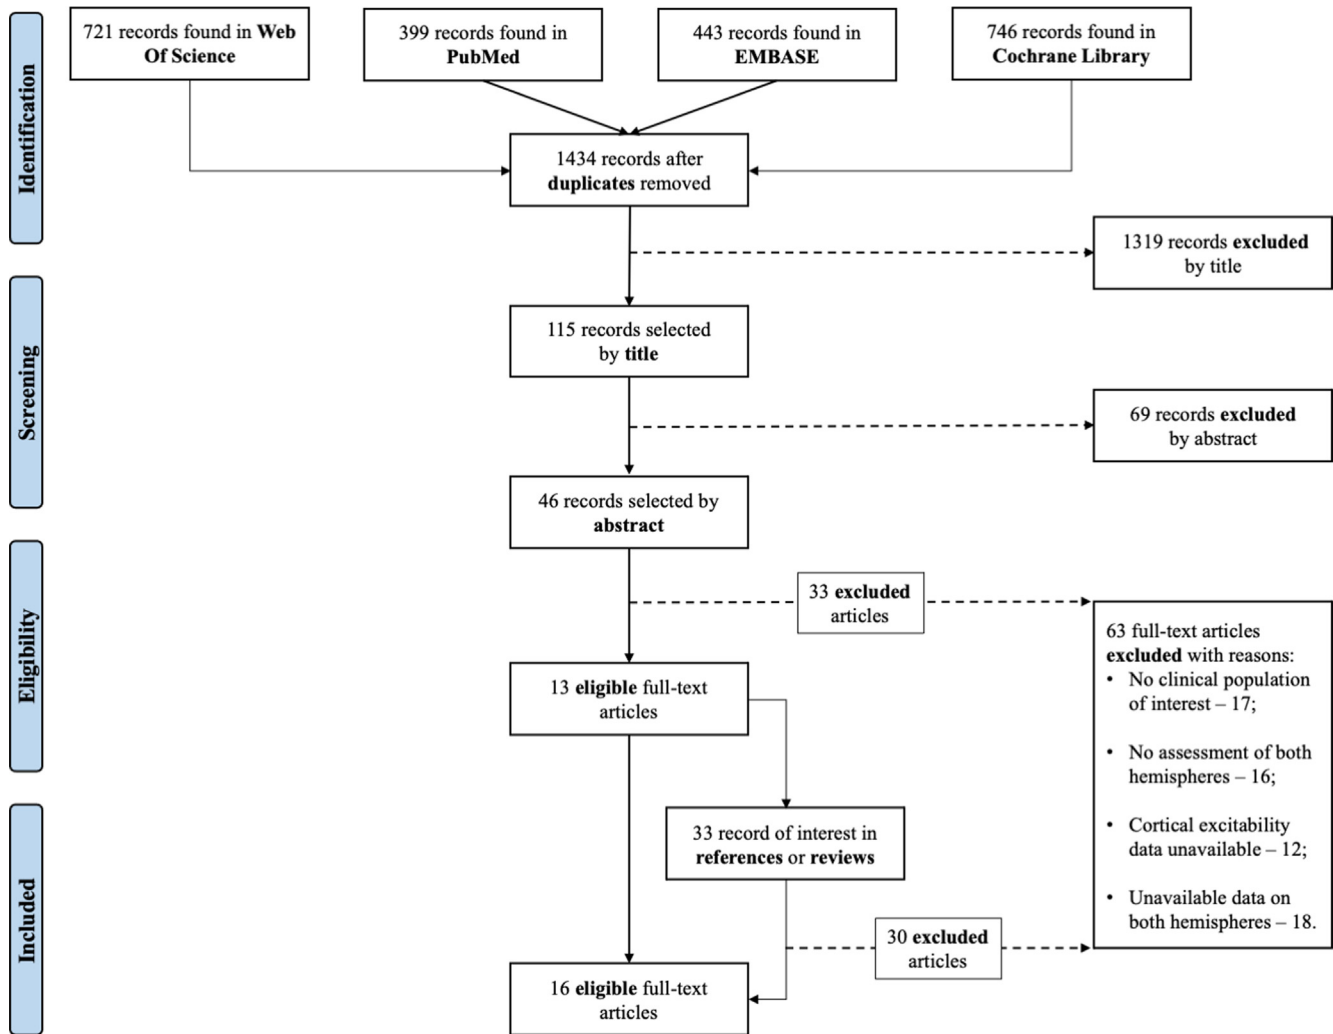 Identification
721 records found in Web
Of Science
399 records found in
PubMed
443 records found in
EMBASE
746 records found in
Cochrane Library
1434 records after
duplicates removed
1319 records excluded
by title
Screening
115 records selected
by title
69 records excluded
by abstract
46 records selected by
abstract
Eligibility
33 excluded
articles
13 eligible full-text
articles
63 full-text articles
excluded with reasons:
• No clinical population
of interest – 17;
• No assessment of both
hemispheres – 16;
• Cortical excitability
data unavailable – 12;
• Unavailable data on
both hemispheres – 18.
Included
33 record of interest in
references or reviews
30 excluded
articles
16 eligible full-text
articles